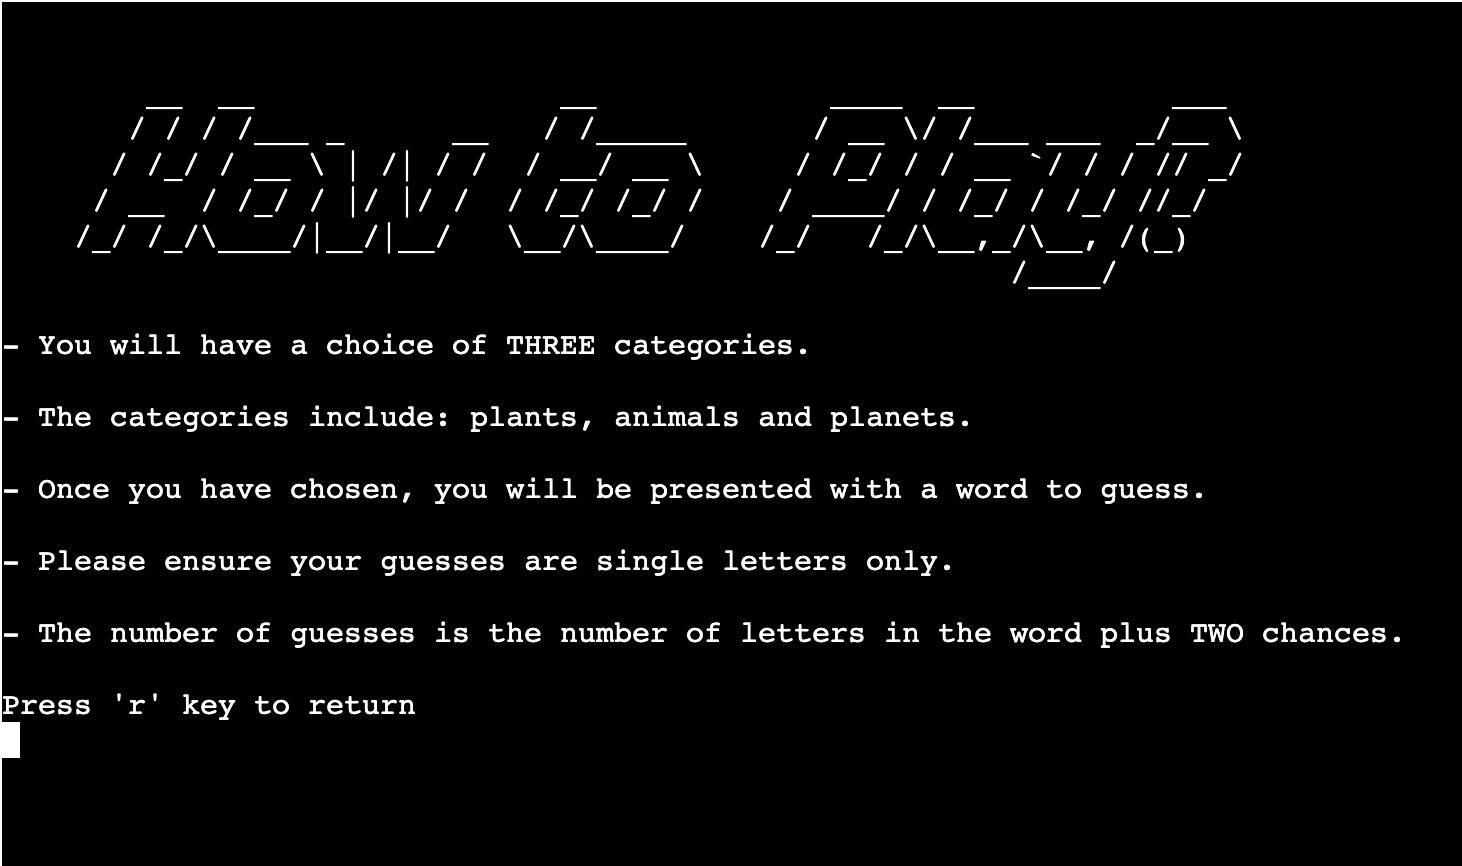 How to Play?
- You will have a choice of THREE categories.
- The categories include: plants, animals and planets.
- Once you have chosen, you will be presented with a word to guess.
- Please ensure your guesses are single letters only.
- The number of guesses is the number of letters in the word plus TWO chances.
Press 'r' key to return